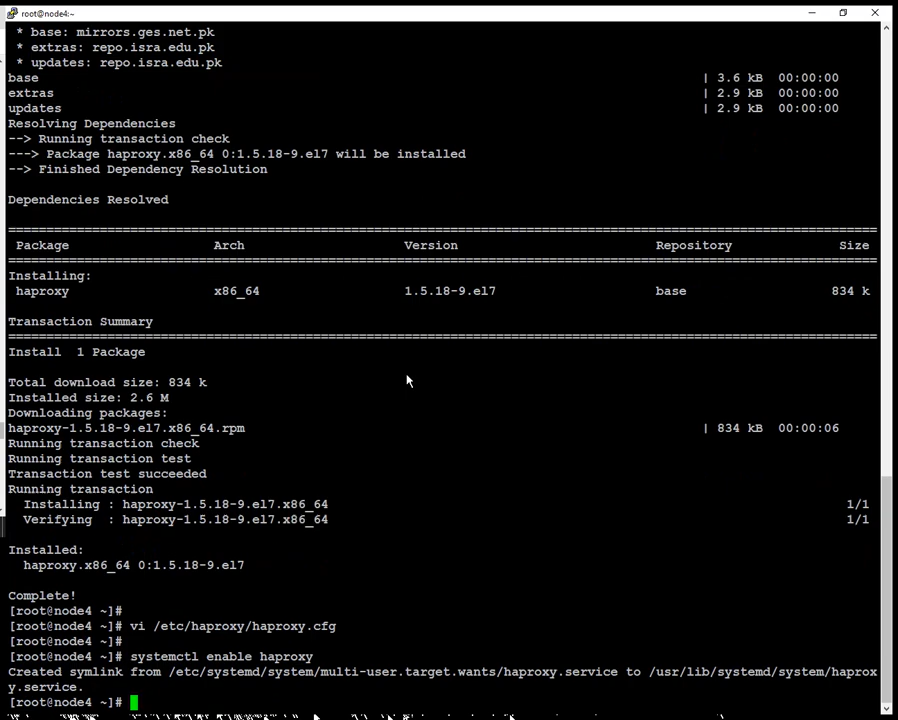 root@node4:~
* base: mirrors.ges.net.pk
* extras: repo.isra.edu.pk
* updates: repo.isra.edu.pk
base | 3.6 kB 00:00:00
extras | 2.9 kB 00:00:00
updates | 2.9 kB 00:00:00
Resolving Dependencies
--> Running transaction check
---> Package haproxy.x86_64 0:1.5.18-9.el7 will be installed
--> Finished Dependency Resolution
Dependencies Resolved
================================================================================
Package Arch Version Repository Size
================================================================================
Installing:
haproxy x86_64 1.5.18-9.el7 base 834 k
Transaction Summary
================================================================================
Install 1 Package
Total download size: 834 k
Installed size: 2.6 M
Downloading packages:
haproxy-1.5.18-9.el7.x86_64.rpm | 834 kB 00:00:06
Running transaction check
Running transaction test
Transaction test succeeded
Running transaction
Installing : haproxy-1.5.18-9.el7.x86_64 1/1
Verifying : haproxy-1.5.18-9.el7.x86_64 1/1
Installed:
haproxy.x86_64 0:1.5.18-9.el7
Complete!
[root@node4 ~]#
[root@node4 ~]# vi /etc/haproxy/haproxy.cfg
[root@node4 ~]#
[root@node4 ~]# systemctl enable haproxy
Created symlink from /etc/systemd/system/multi-user.target.wants/haproxy.service to /usr/lib/systemd/system/haprox
y.service.
[root@node4 ~]#